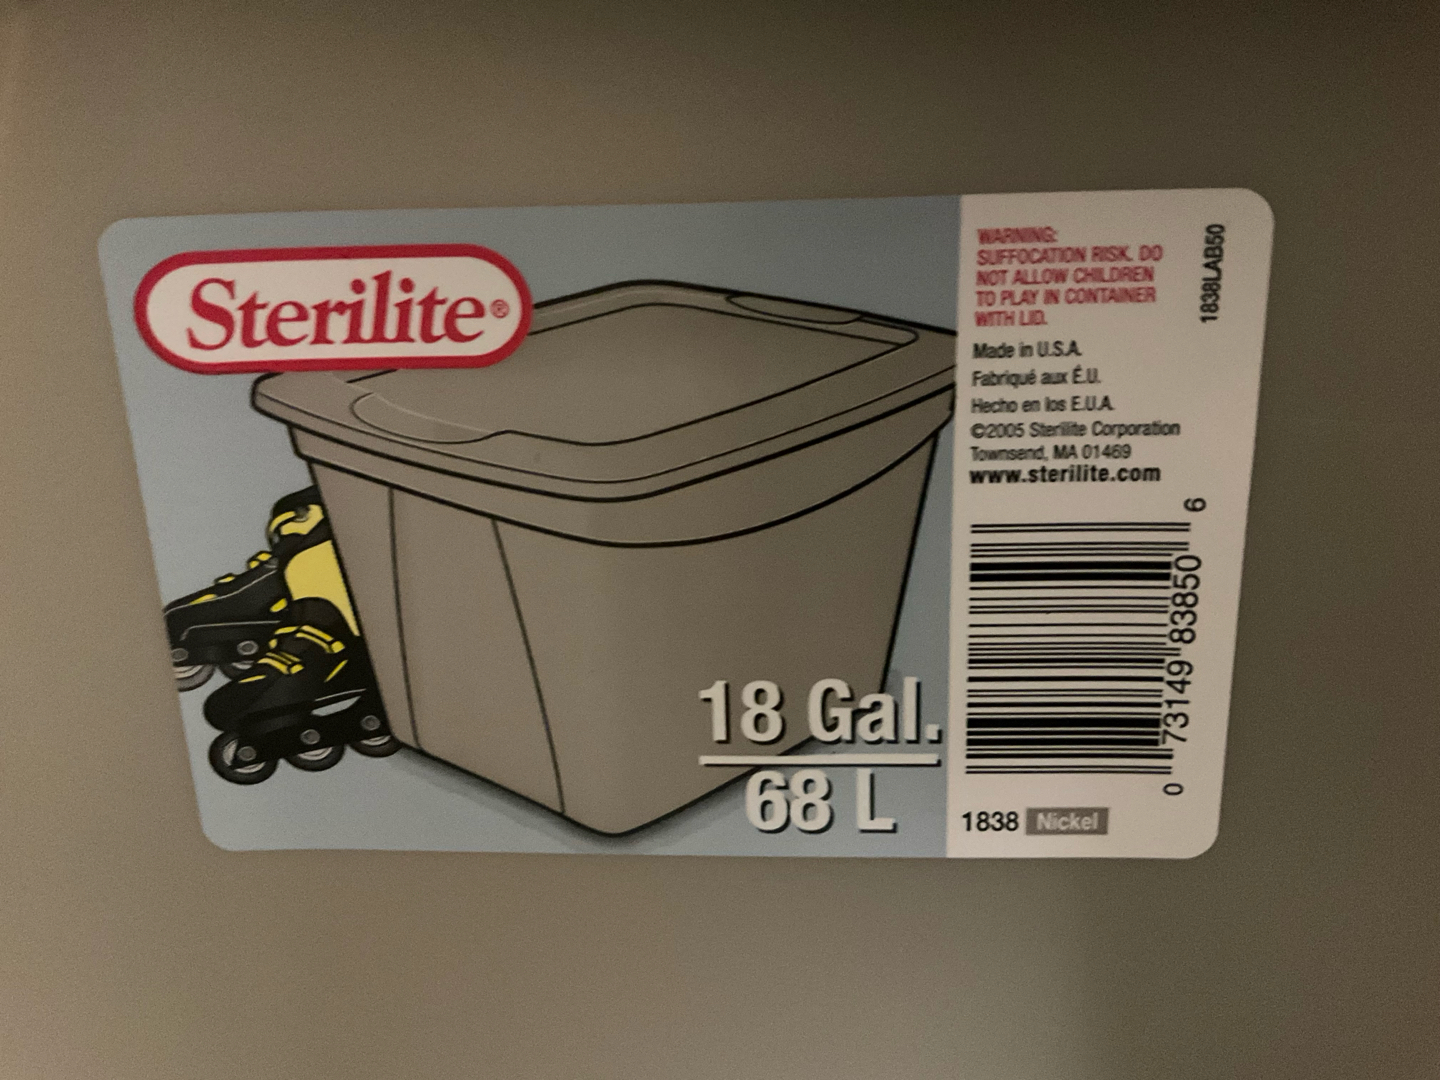 Sterilite®
18 Gal.
68 L
WARNING:
SUFFOCATION RISK. DO
NOT ALLOW CHILDREN
TO PLAY IN CONTAINER
WITH LID.
Made in U.S.A.
Fabriqué aux É.U.
Hecho en los E.U.A.
©2005 Sterilite Corporation
Townsend, MA 01469
www.sterilite.com
1838LAB50
0 73149 83850 6
1838 Nickel